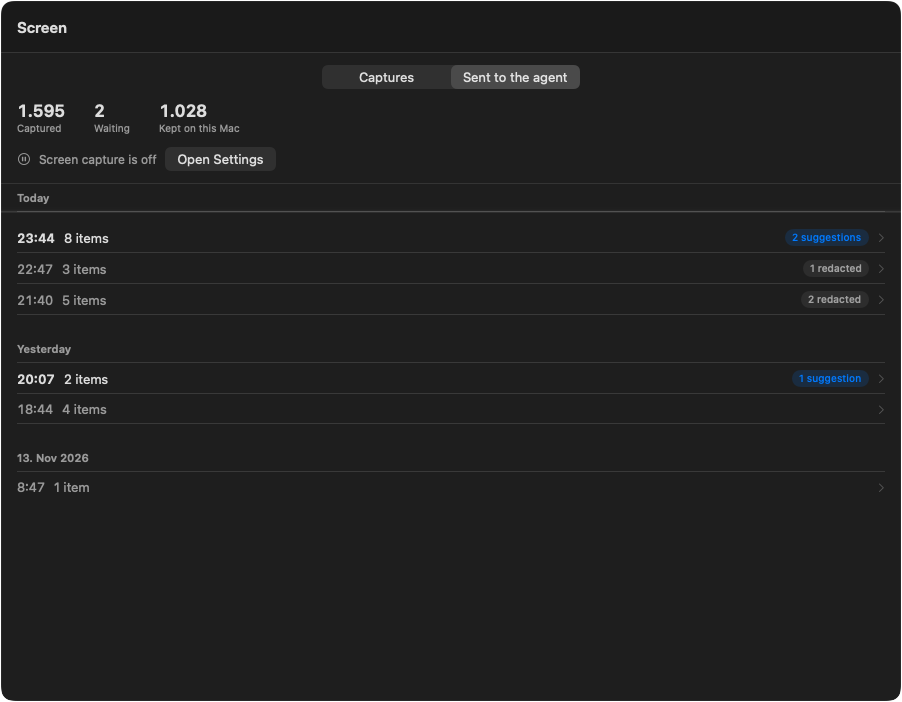 Screen
Captures Sent to the agent
1.595 2 1.028
Captured Waiting Kept on this Mac
Screen capture is off Open Settings
Today
23:44 8 items 2 suggestions
22:47 3 items 1 redacted
21:40 5 items 2 redacted
Yesterday
20:07 2 items 1 suggestion
18:44 4 items
13. Nov 2026
8:47 1 item